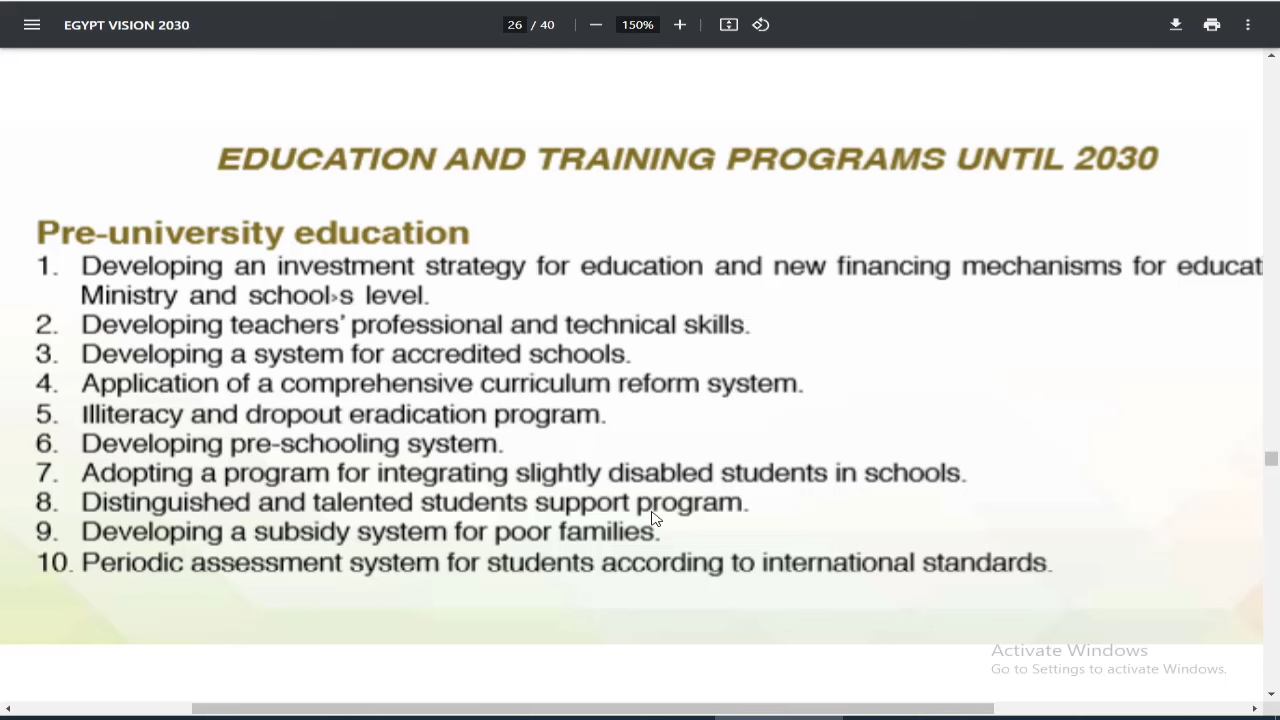 EGYPT VISION 2030
26 / 40
150%
EDUCATION AND TRAINING PROGRAMS UNTIL 2030
Pre-university education
1. Developing an investment strategy for education and new financing mechanisms for educat
Ministry and school›s level.
2. Developing teachers’ professional and technical skills.
3. Developing a system for accredited schools.
4. Application of a comprehensive curriculum reform system.
5. Illiteracy and dropout eradication program.
6. Developing pre-schooling system.
7. Adopting a program for integrating slightly disabled students in schools.
8. Distinguished and talented students support program.
9. Developing a subsidy system for poor families.
10. Periodic assessment system for students according to international standards.
Activate Windows
Go to Settings to activate Windows.